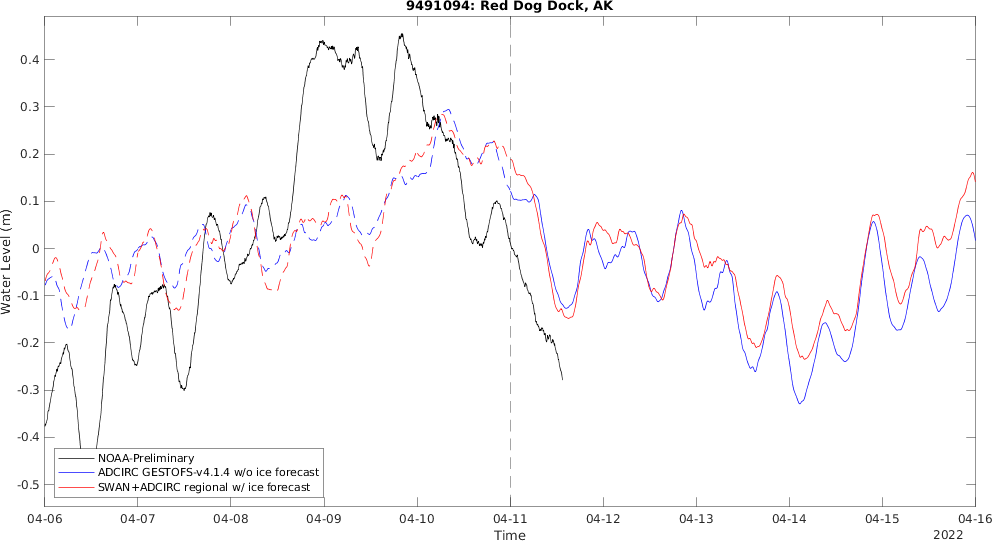 9491094: Red Dog Dock, AK
Water Level (m)
0.4
0.3
0.2
0.1
0
-0.1
-0.2
-0.3
-0.4
-0.5
NOAA-Preliminary
ADCIRC GESTOFS-v4.1.4 w/o ice forecast
SWAN+ADCIRC regional w/ ice forecast
04-06 04-07 04-08 04-09 04-10 04-11 04-12 04-13 04-14 04-15 04-16
Time
2022